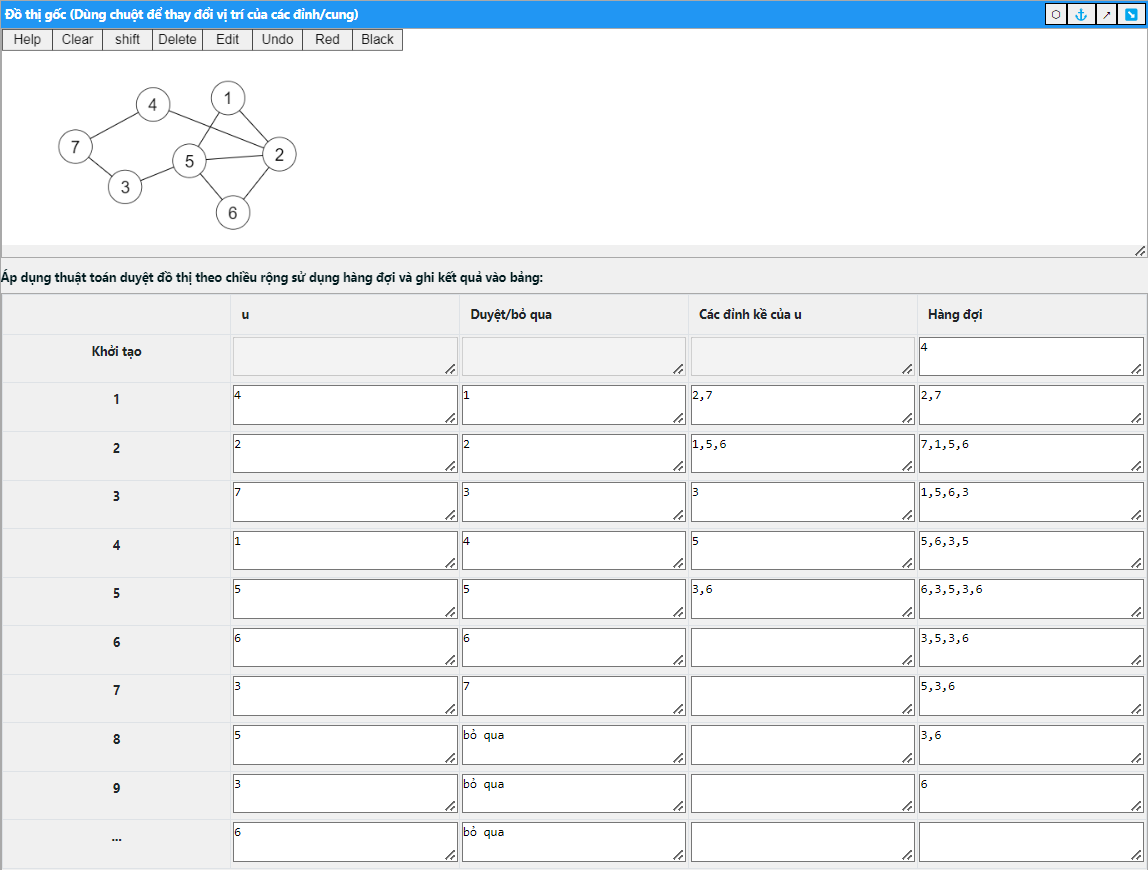 Đồ thị gốc (Dùng chuột để thay đổi vị trí của các đỉnh/cung)
Help Clear shift Delete Edit Undo Red Black
1
4
7
2
5
3
6
Áp dụng thuật toán duyệt đồ thị theo chiều rộng sử dụng hàng đợi và ghi kết quả vào bảng:
u Duyệt/bỏ qua Các đỉnh kề của u Hàng đợi
Khởi tạo 4
1 4 1 2,7 2,7
2 2 2 1,5,6 7,1,5,6
3 7 3 3 1,5,6,3
4 1 4 5 5,6,3,5
5 5 5 3,6 6,3,5,3,6
6 6 6 3,5,3,6
7 3 7 5,3,6
8 5 bỏ qua 3,6
9 3 bỏ qua 6
... 6 bỏ qua